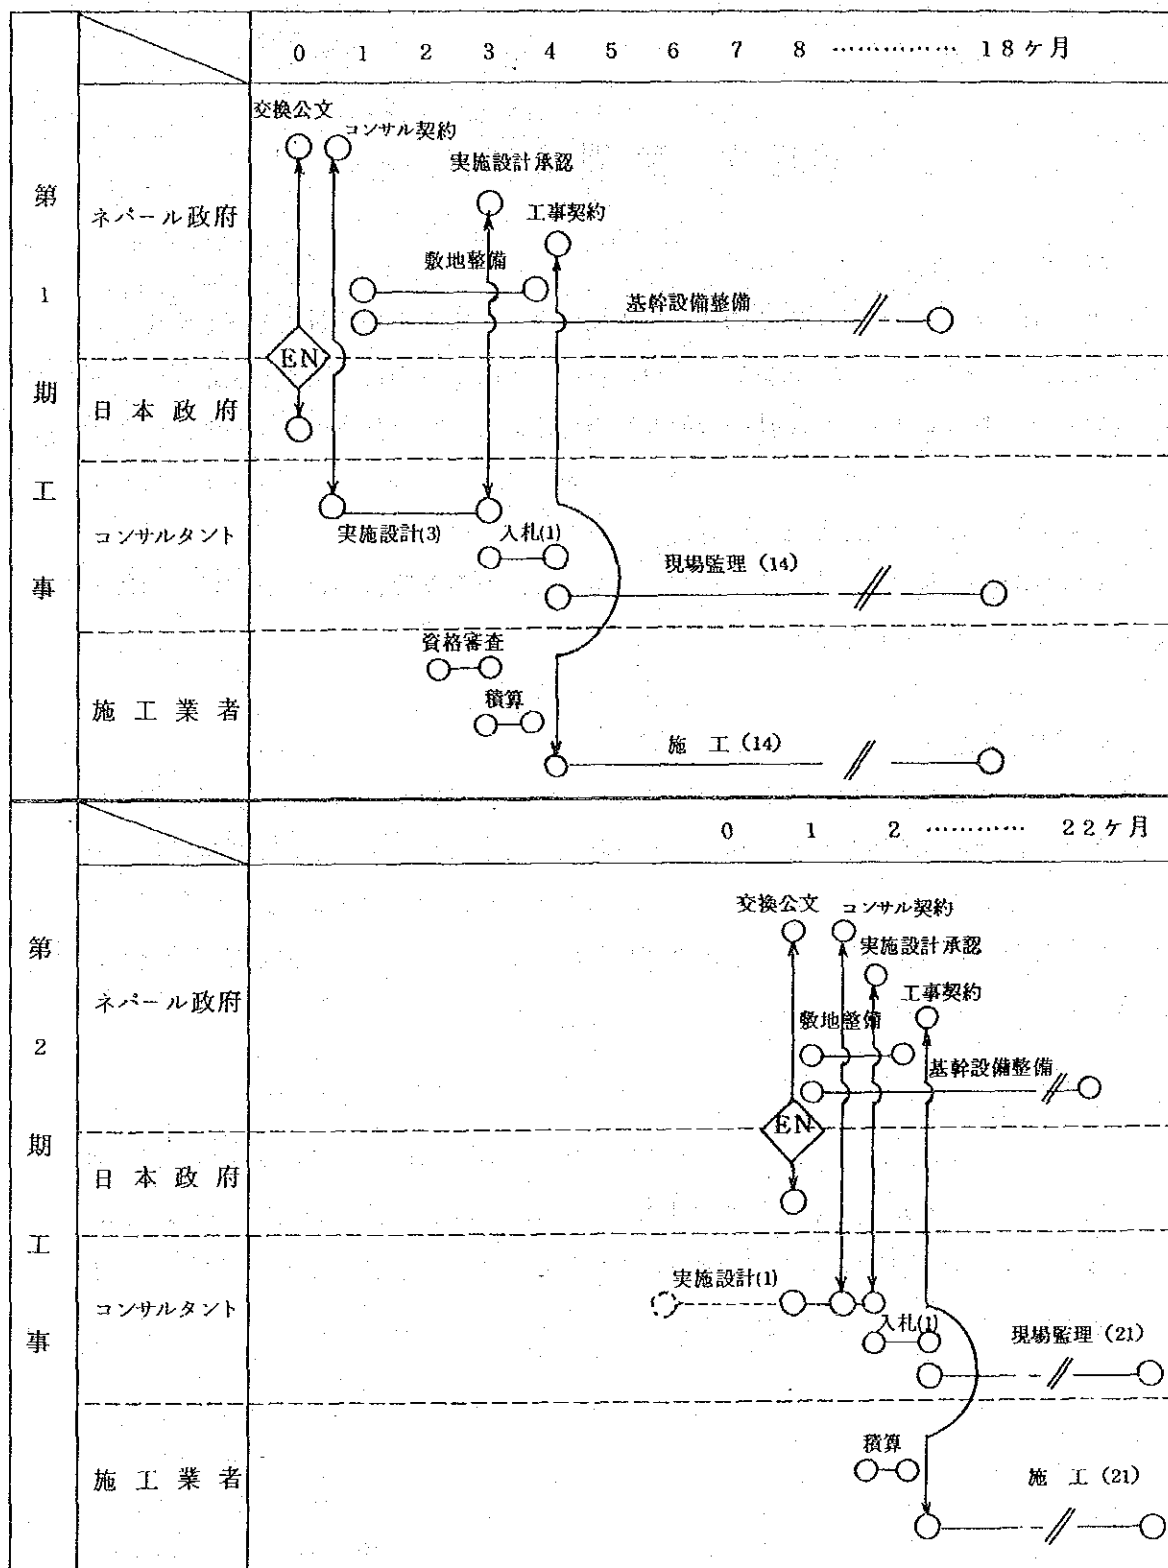 0 1 2 3 4 5 6 7 8 ………… 18ヶ月
第1期工事
ネパール政府
交換公文
コンサル契約
実施設計承認
工事契約
敷地整備
基幹設備整備
EN
日本政府
コンサルタント
実施設計(3)
入札(1)
現場監理(14)
施工業者
資格審査
積算
施 工(14)
0 1 2 ………… 22ヶ月
第2期工事
ネパール政府
交換公文
コンサル契約
実施設計承認
工事契約
敷地整備
基幹設備整備
EN
日本政府
コンサルタント
実施設計(1)
入札(1)
現場監理(21)
施工業者
積算
施 工(21)